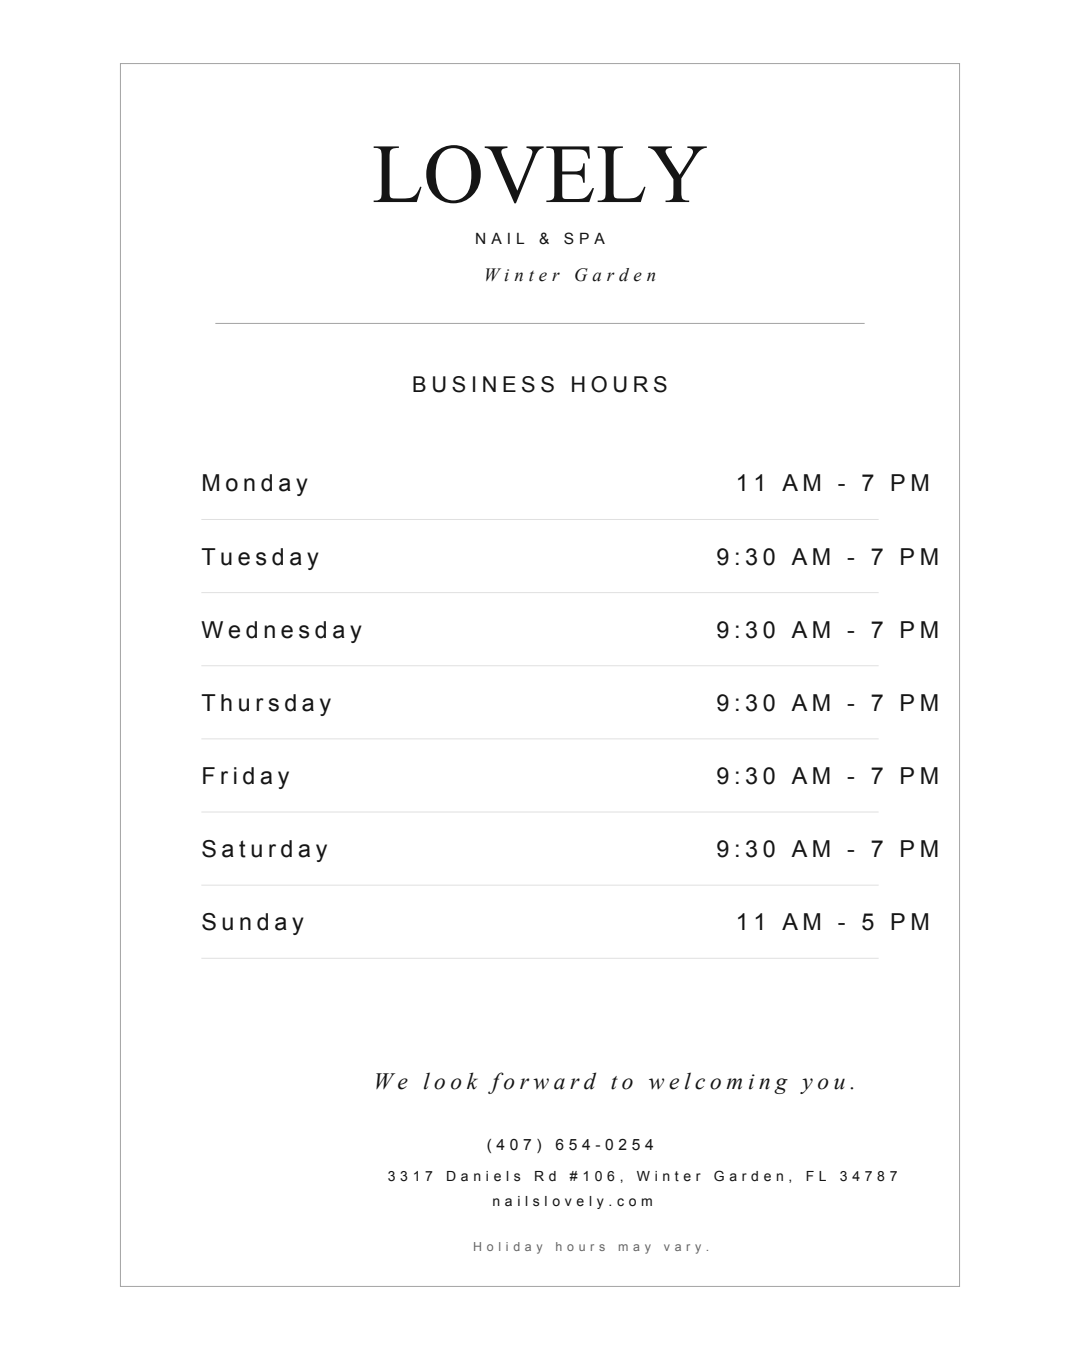 LOVELY
NAIL & SPA
Winter Garden
BUSINESS HOURS
Monday 11 AM - 7 PM
Tuesday 9:30 AM - 7 PM
Wednesday 9:30 AM - 7 PM
Thursday 9:30 AM - 7 PM
Friday 9:30 AM - 7 PM
Saturday 9:30 AM - 7 PM
Sunday 11 AM - 5 PM
We look forward to welcoming you.
(407) 654-0254
3317 Daniels Rd #106, Winter Garden, FL 34787
nailslovely.com
Holiday hours may vary.